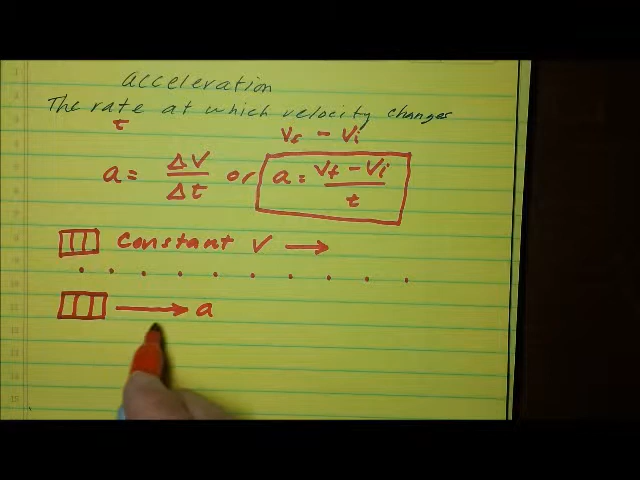 acceleration
The rate at which velocity changes
t Vf - Vi
a = ΔV/Δt or a = Vf - Vi/t
constant V →
→ a